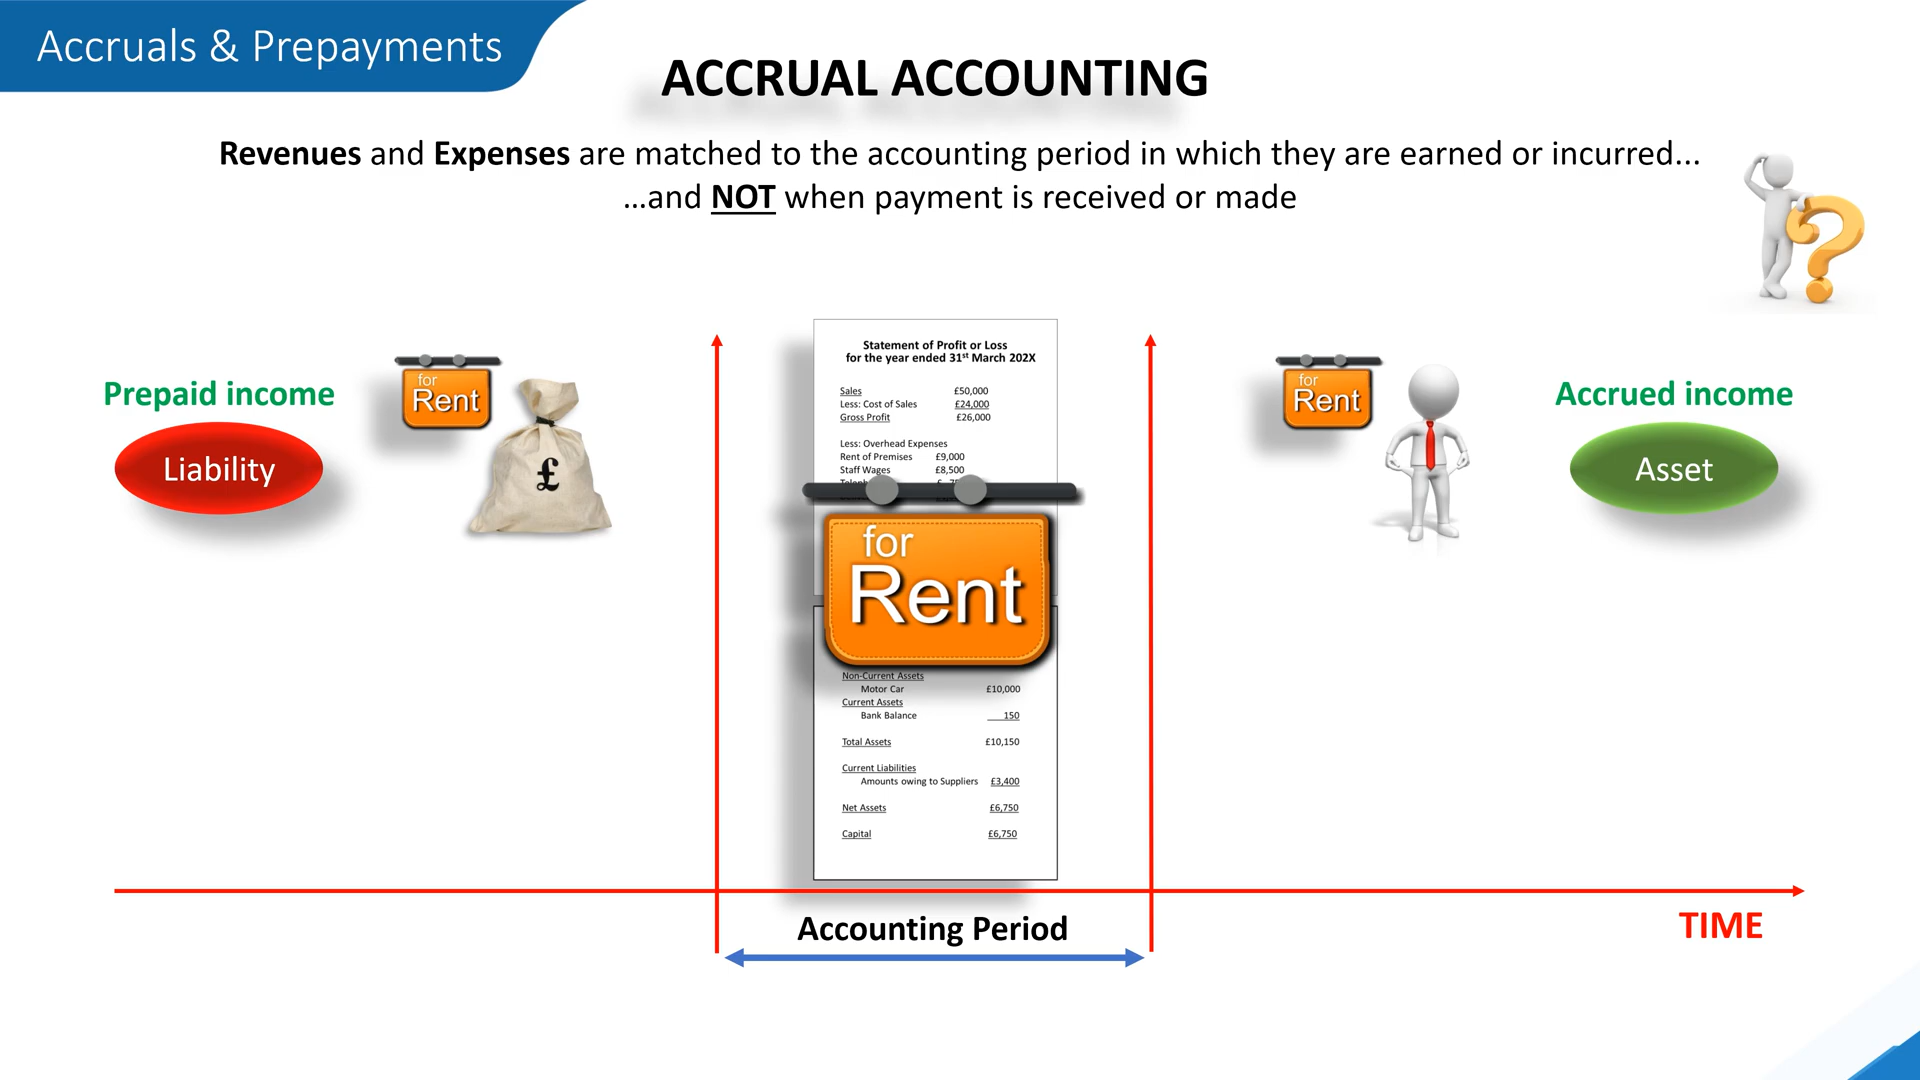 Accruals & Prepayments
ACCRUAL ACCOUNTING
Revenues and Expenses are matched to the accounting period in which they are earned or incurred...
...and NOT when payment is received or made
Prepaid income
Liability
for
Rent
£
Statement of Profit or Loss
for the year ended 31st March 202X
Sales £50,000
Less: Cost of Sales £24,000
Gross Profit £26,000
Less: Overhead Expenses
Rent of Premises £9,000
Staff Wages £8,500
for
Rent
Non-Current Assets
Motor Car £10,000
Current Assets
Bank Balance 150
Total Assets £10,150
Current Liabilities
Amounts owing to Suppliers £3,400
Net Assets £6,750
Capital £6,750
for
Rent
Accrued income
Asset
Accounting Period
TIME